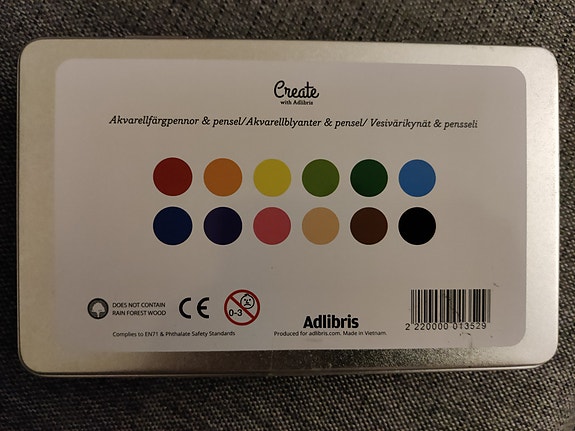 Create
with Adlibris
Akvarellfärgpennor & pensel/Akvarellblyanter & pensel/ Vesivärikynät & pensseli
DOES NOT CONTAIN
RAIN FOREST WOOD
CE
0-3
Complies to EN71 & Phthalate Safety Standards
Adlibris
Produced for adlibris.com. Made in Vietnam.
2 220000 013529